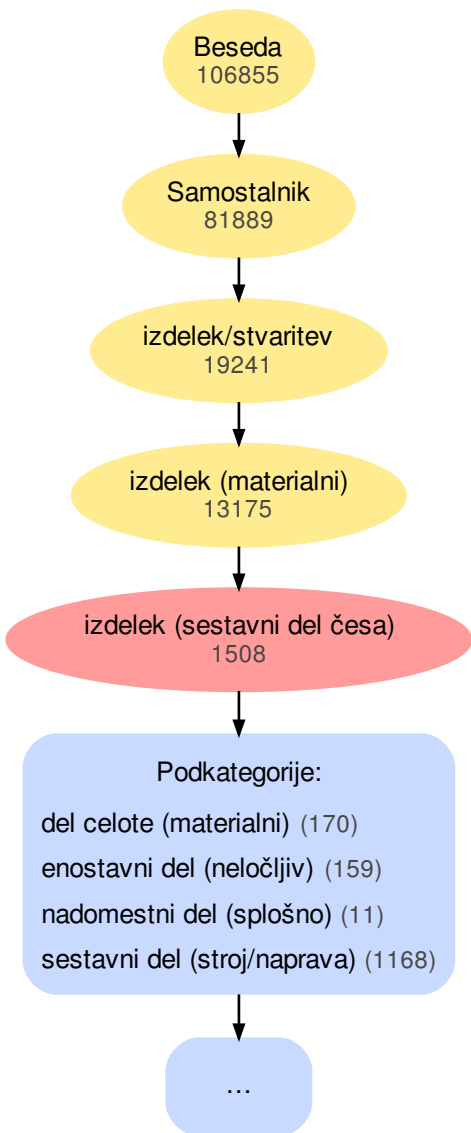 Beseda
106855
Samostalnik
81889
izdelek/stvaritev
19241
izdelek (materialni)
13175
izdelek (sestavni del česa)
1508
Podkategorije:
del celote (materialni) (170)
enostavni del (neločljiv) (159)
nadomestni del (splošno) (11)
sestavni del (stroj/naprava) (1168)
...